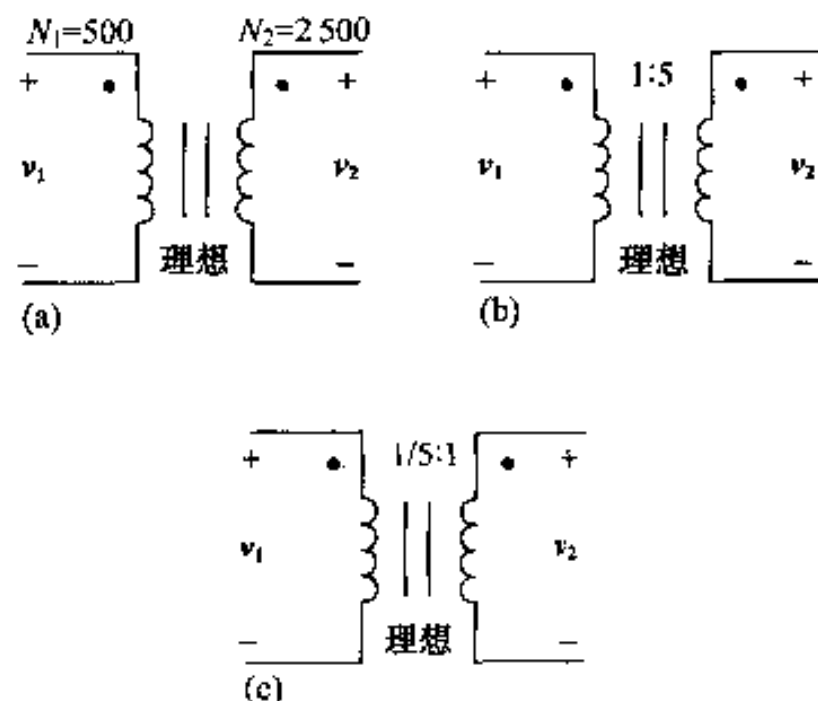 N₁=500 N₂=2 500
+ • • +
v₁ v₂
− 理想 −
(a)
+ • 1:5 • +
v₁ v₂
− 理想 −
(b)
+ • 1/5:1 • +
v₁ v₂
− 理想 −
(c)